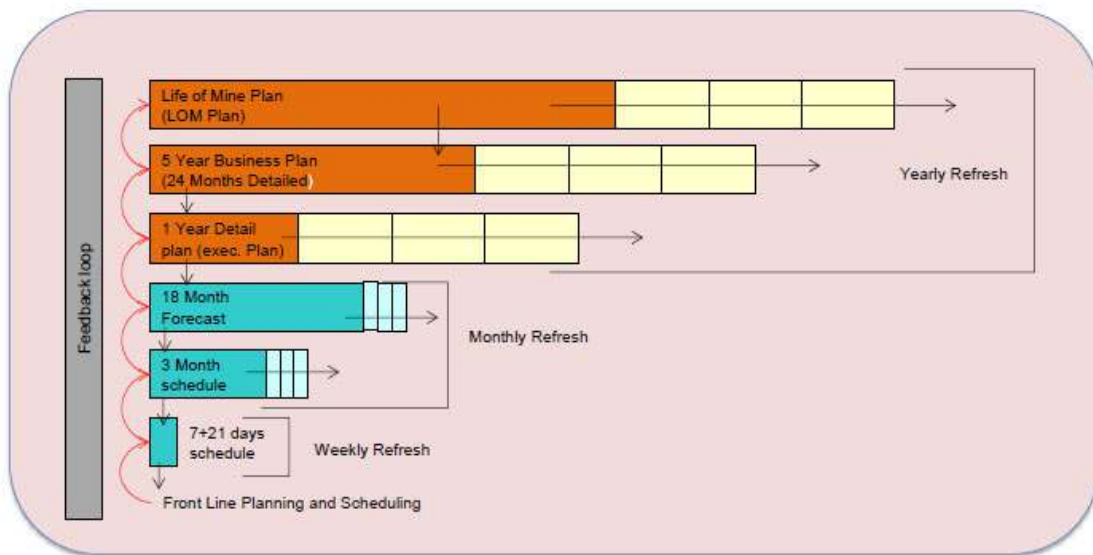 Feedback loop
Life of Mine Plan
(LOM Plan)
5 Year Business Plan
(24 Months Detailed)
1 Year Detail
plan (exec. Plan)
Yearly Refresh
18 Month
Forecast
Monthly Refresh
3 Month
schedule
7+21 days
schedule
Weekly Refresh
Front Line Planning and Scheduling